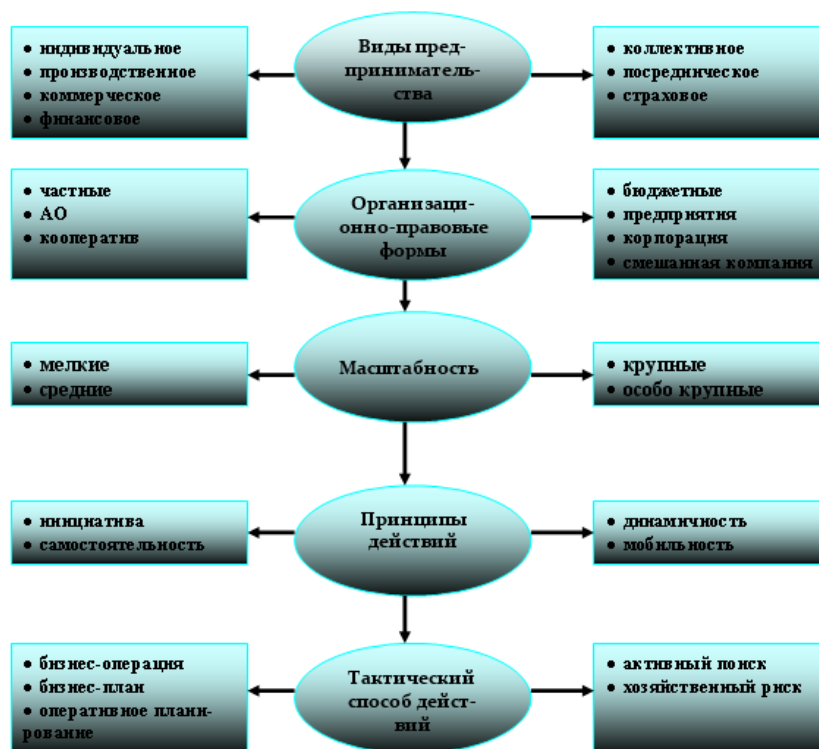 ● индивидуальное
● производственное
● коммерческое
● финансовое
Виды пред-
приниматель-
ства
● коллективное
● посредническое
● страховое
● частные
● АО
● кооператив
Организаци-
онно-правовые
формы
● бюджетные
● предприятия
● корпорация
● смешанная компания
● мелкие
● средние
Масштабность
● крупные
● особо крупные
● инициатива
● самостоятельность
Принципы
действий
● динамичность
● мобильность
● бизнес-операция
● бизнес-план
● оперативное плани-
рование
Тактический
способ дейст-
вий
● активный поиск
● хозяйственный риск